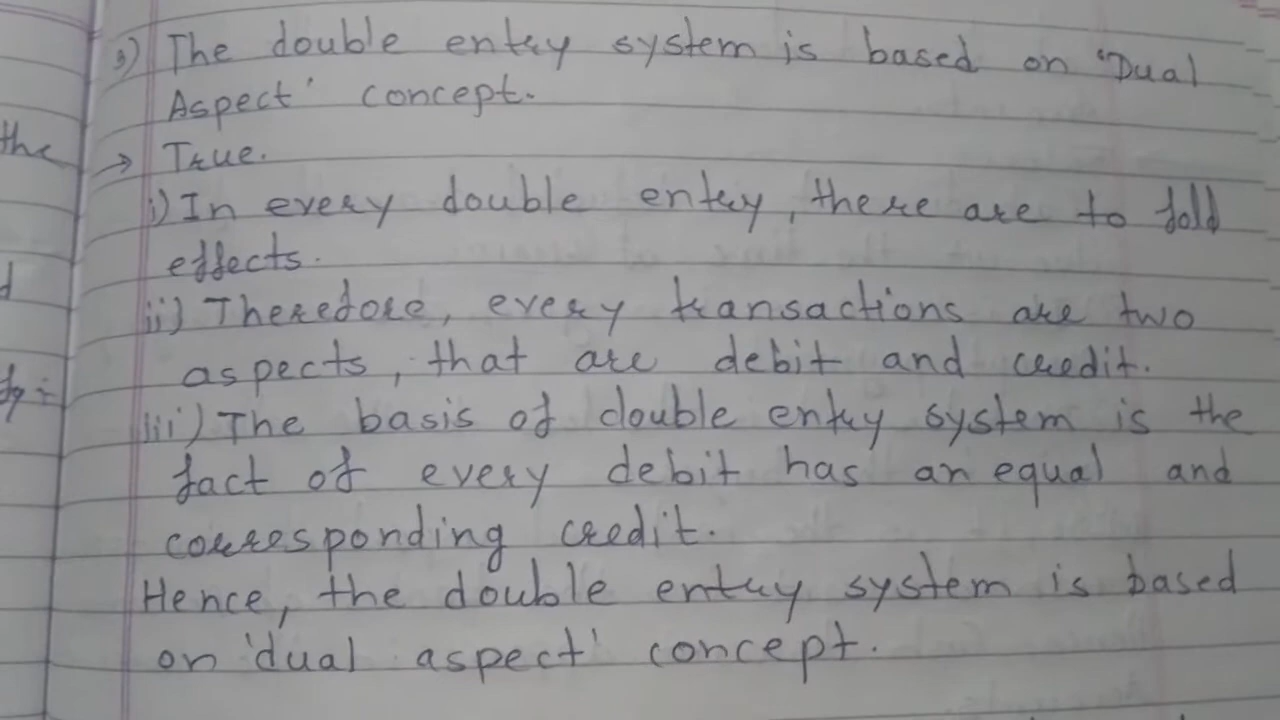 3) The double entry system is based on 'Dual
Aspect' concept.
the
→ True.
i) In every double entry, there are to fold
effects.
ii) Therefore, every transactions are two
aspects, that are debit and credit.
iii) The basis of double entry system is the
fact of every debit has an equal and
corresponding credit.
Hence, the double entry system is based
on 'dual aspect' concept.